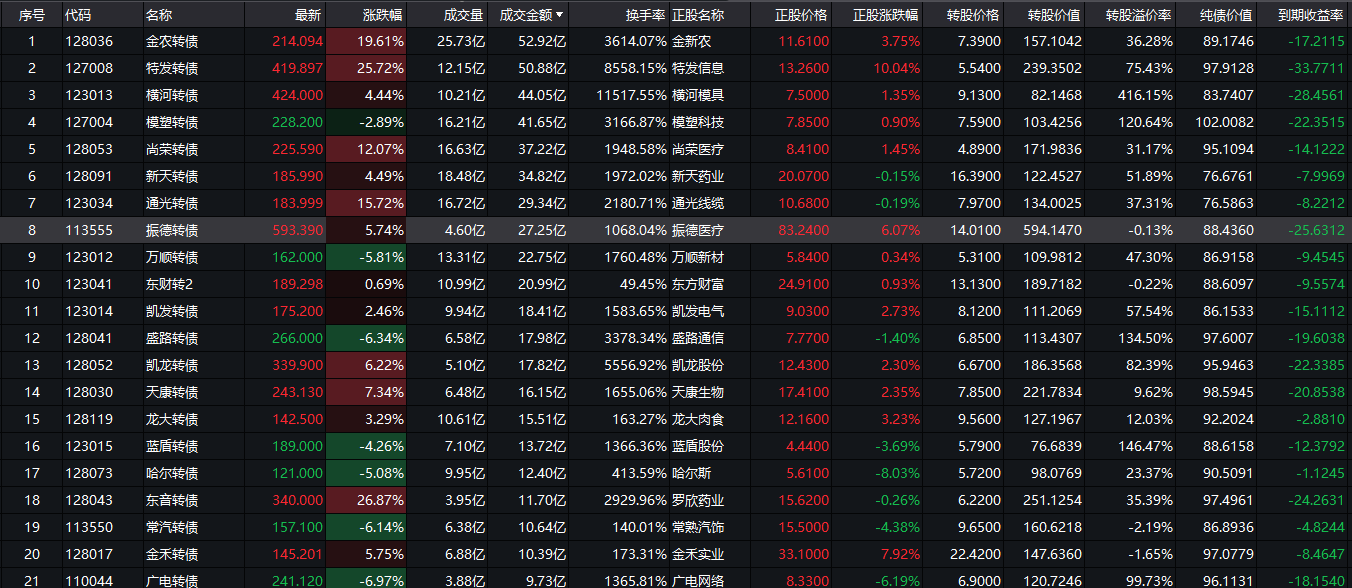 序号 代码 名称 最新 涨跌幅 成交量 成交金额▼ 换手率 正股名称 正股价格 正股涨跌幅 转股价格 转股价值 转股溢价率 纯债价值 到期收益率
1 128036 金农转债 214.094 19.61% 25.73亿 52.92亿 3614.07% 金新农 11.6100 3.75% 7.3900 157.1042 36.28% 89.1746 -17.2115
2 127008 特发转债 419.897 25.72% 12.15亿 50.88亿 8558.15% 特发信息 13.2600 10.04% 5.5400 239.3502 75.43% 97.9128 -33.7711
3 123013 横河转债 424.000 4.44% 10.21亿 44.05亿 11517.55% 横河模具 7.5000 1.35% 9.1300 82.1468 416.15% 83.7407 -28.4561
4 127004 模塑转债 228.200 -2.89% 16.21亿 41.65亿 3166.87% 模塑科技 7.8500 0.90% 7.5900 103.4256 120.64% 102.0082 -22.3515
5 128053 尚荣转债 225.590 12.07% 16.63亿 37.22亿 1948.58% 尚荣医疗 8.4100 1.45% 4.8900 171.9836 31.17% 95.1094 -14.1222
6 128091 新天转债 185.990 4.49% 18.48亿 34.82亿 1972.02% 新天药业 20.0700 -0.15% 16.3900 122.4527 51.89% 76.6761 -7.9969
7 123034 通光转债 183.999 15.72% 16.72亿 29.34亿 2180.71% 通光线缆 10.6800 -0.19% 7.9700 134.0025 37.31% 76.5863 -8.2212
8 113555 振德转债 593.390 5.74% 4.60亿 27.25亿 1068.04% 振德医疗 83.2400 6.07% 14.0100 594.1470 -0.13% 88.4360 -25.6312
9 123012 万顺转债 162.000 -5.81% 13.31亿 22.75亿 1760.48% 万顺新材 5.8400 0.34% 5.3100 109.9812 47.30% 86.9158 -9.4545
10 123041 东财转2 189.298 0.69% 10.99亿 20.99亿 49.45% 东方财富 24.9100 0.93% 13.1300 189.7182 -0.22% 88.6097 -9.5574
11 123014 凯发转债 175.200 2.46% 9.94亿 18.41亿 1583.65% 凯发电气 9.0300 2.73% 8.1200 111.2069 57.54% 86.1533 -15.1112
12 128041 盛路转债 266.000 -6.34% 6.58亿 17.98亿 3378.34% 盛路通信 7.7700 -1.40% 6.8500 113.4307 134.50% 97.6007 -19.6038
13 128052 凯龙转债 339.900 6.22% 5.10亿 17.82亿 5556.92% 凯龙股份 12.4300 2.30% 6.6700 186.3568 82.39% 95.9463 -22.3385
14 128030 天康转债 243.130 7.34% 6.48亿 16.15亿 1655.06% 天康生物 17.4100 2.35% 7.8500 221.7834 9.62% 98.5945 -20.8538
15 128119 龙大转债 142.500 3.29% 10.61亿 15.51亿 163.27% 龙大肉食 12.1600 3.23% 9.5600 127.1967 12.03% 92.2024 -2.8810
16 123015 蓝盾转债 189.000 -4.26% 7.10亿 13.72亿 1366.36% 蓝盾股份 4.4400 -3.69% 5.7900 76.6839 146.47% 88.6158 -12.3792
17 128073 哈尔转债 121.000 -5.08% 9.95亿 12.40亿 413.59% 哈尔斯 5.6100 -8.03% 5.7200 98.0769 23.37% 90.5091 -1.1245
18 128043 东音转债 340.000 26.87% 3.95亿 11.70亿 2929.96% 罗欣药业 15.6200 -0.26% 6.2200 251.1254 35.39% 97.4961 -24.2631
19 113550 常汽转债 157.100 -6.14% 6.38亿 10.64亿 140.01% 常熟汽饰 15.5000 -4.38% 9.6500 160.6218 -2.19% 86.8936 -4.8244
20 128017 金禾转债 145.201 5.75% 6.88亿 10.39亿 173.31% 金禾实业 33.1000 7.92% 22.4200 147.6360 -1.65% 97.0779 -8.4647
21 110044 广电转债 241.120 -6.97% 3.88亿 9.73亿 1365.81% 广电网络 8.3300 -6.19% 6.9000 120.7246 99.73% 96.1131 -18.1540